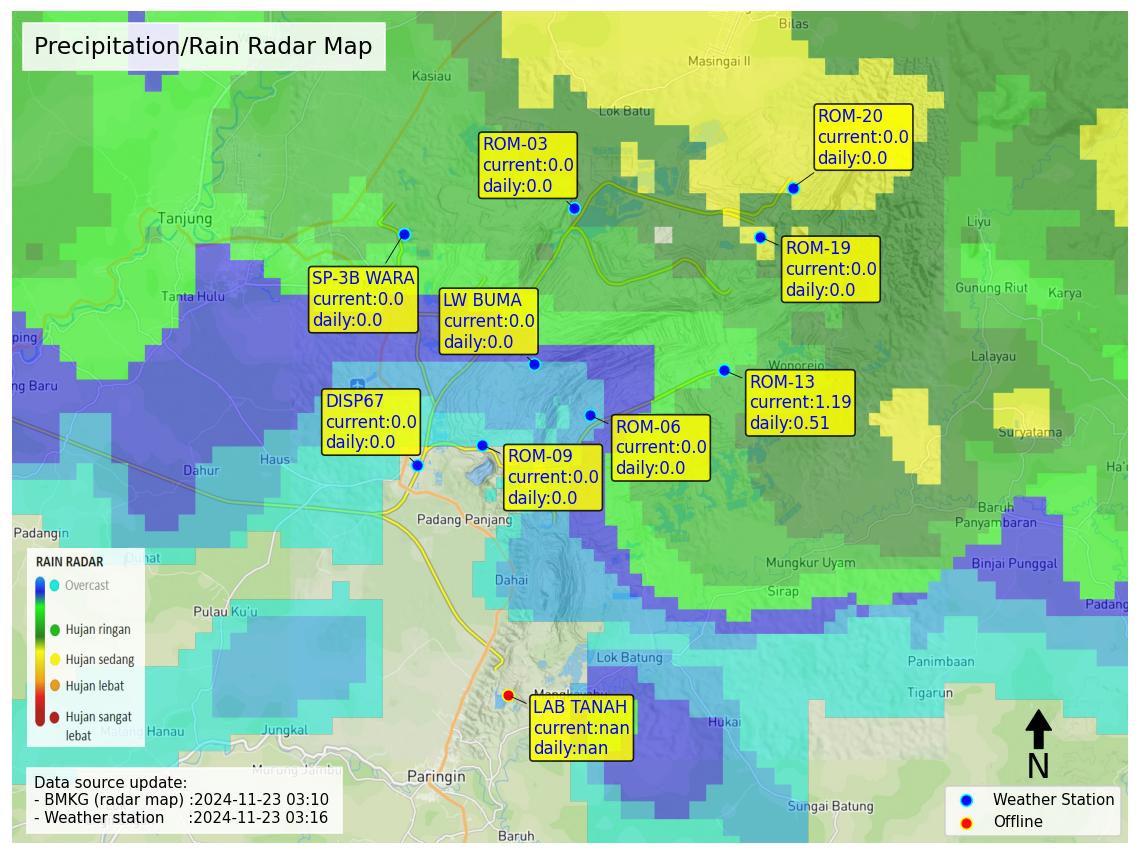 Precipitation/Rain Radar Map
Bilas
Masingai II
Kasiau
Lok Batu
ROM-20
current:0.0
daily:0.0
ROM-03
current:0.0
daily:0.0
Tanjung
Liyu
ROM-19
current:0.0
daily:0.0
SP-3B WARA
current:0.0
daily:0.0
Tanta Hulu
LW BUMA
current:0.0
daily:0.0
Gunung Riut
Karya
ping
Lalayau
Wonorejo
ng Baru
ROM-13
current:1.19
daily:0.51
DISP67
current:0.0
daily:0.0
ROM-06
current:0.0
daily:0.0
Suryatama
ROM-09
current:0.0
daily:0.0
Haus
Dahur
Ha'u
Baruh
Panyambaran
Padang Panjang
Padangin
Mungkur Uyam
Binjai Punggal
Sirap
Dahai
Padang
RAIN RADAR
Overcast
Hujan ringan
Hujan sedang
Hujan lebat
Hujan sangat
lebat
Pulau Ku'u
Lok Batung
Panimbaan
Tigarun
LAB TANAH
current:nan
daily:nan
Hukai
Jungkal
Malang Hanau
Murung Jambu
Paringin
N
Data source update:
- BMKG (radar map) :2024-11-23 03:10
- Weather station :2024-11-23 03:16
Sungai Batung
Weather Station
Offline
Baruh